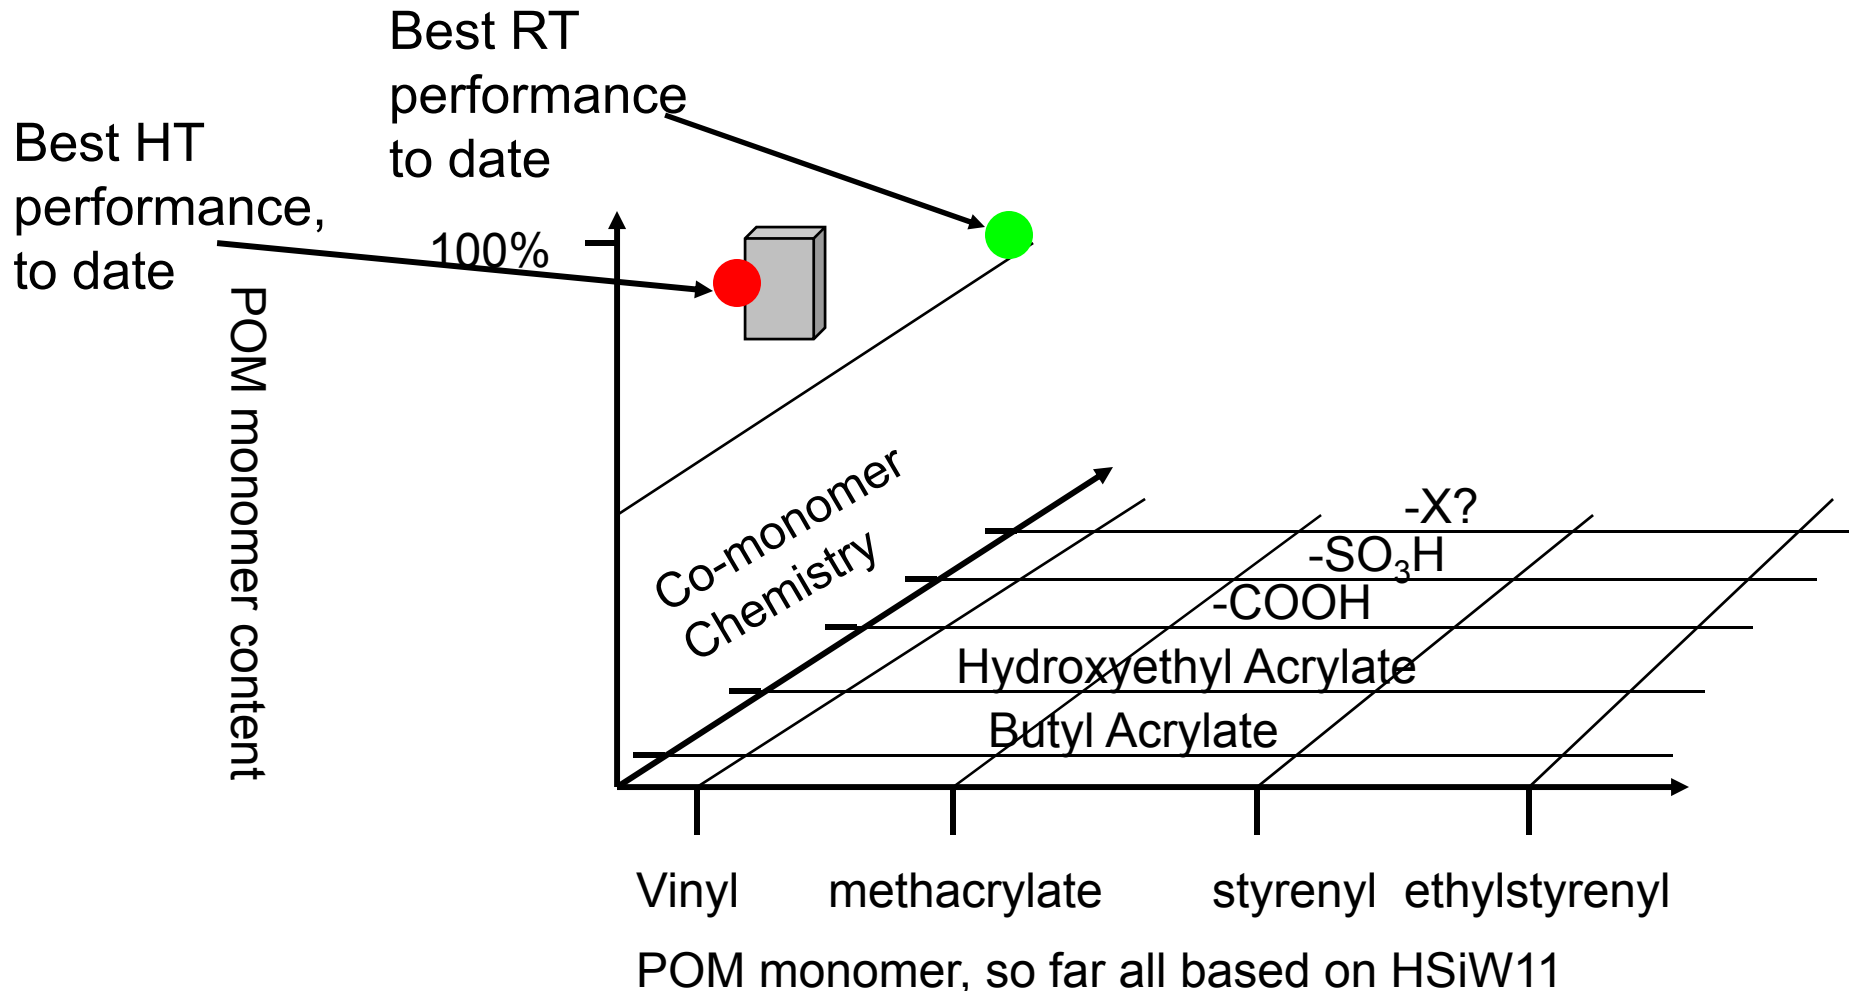 Best RT
performance
to date
Best HT
performance,
to date
100%
POM monomer content
Co-monomer
Chemistry
-X?
-SO₃H
-COOH
Hydroxyethyl Acrylate
Butyl Acrylate
Vinyl methacrylate styrenyl ethylstyrenyl
POM monomer, so far all based on HSiW11